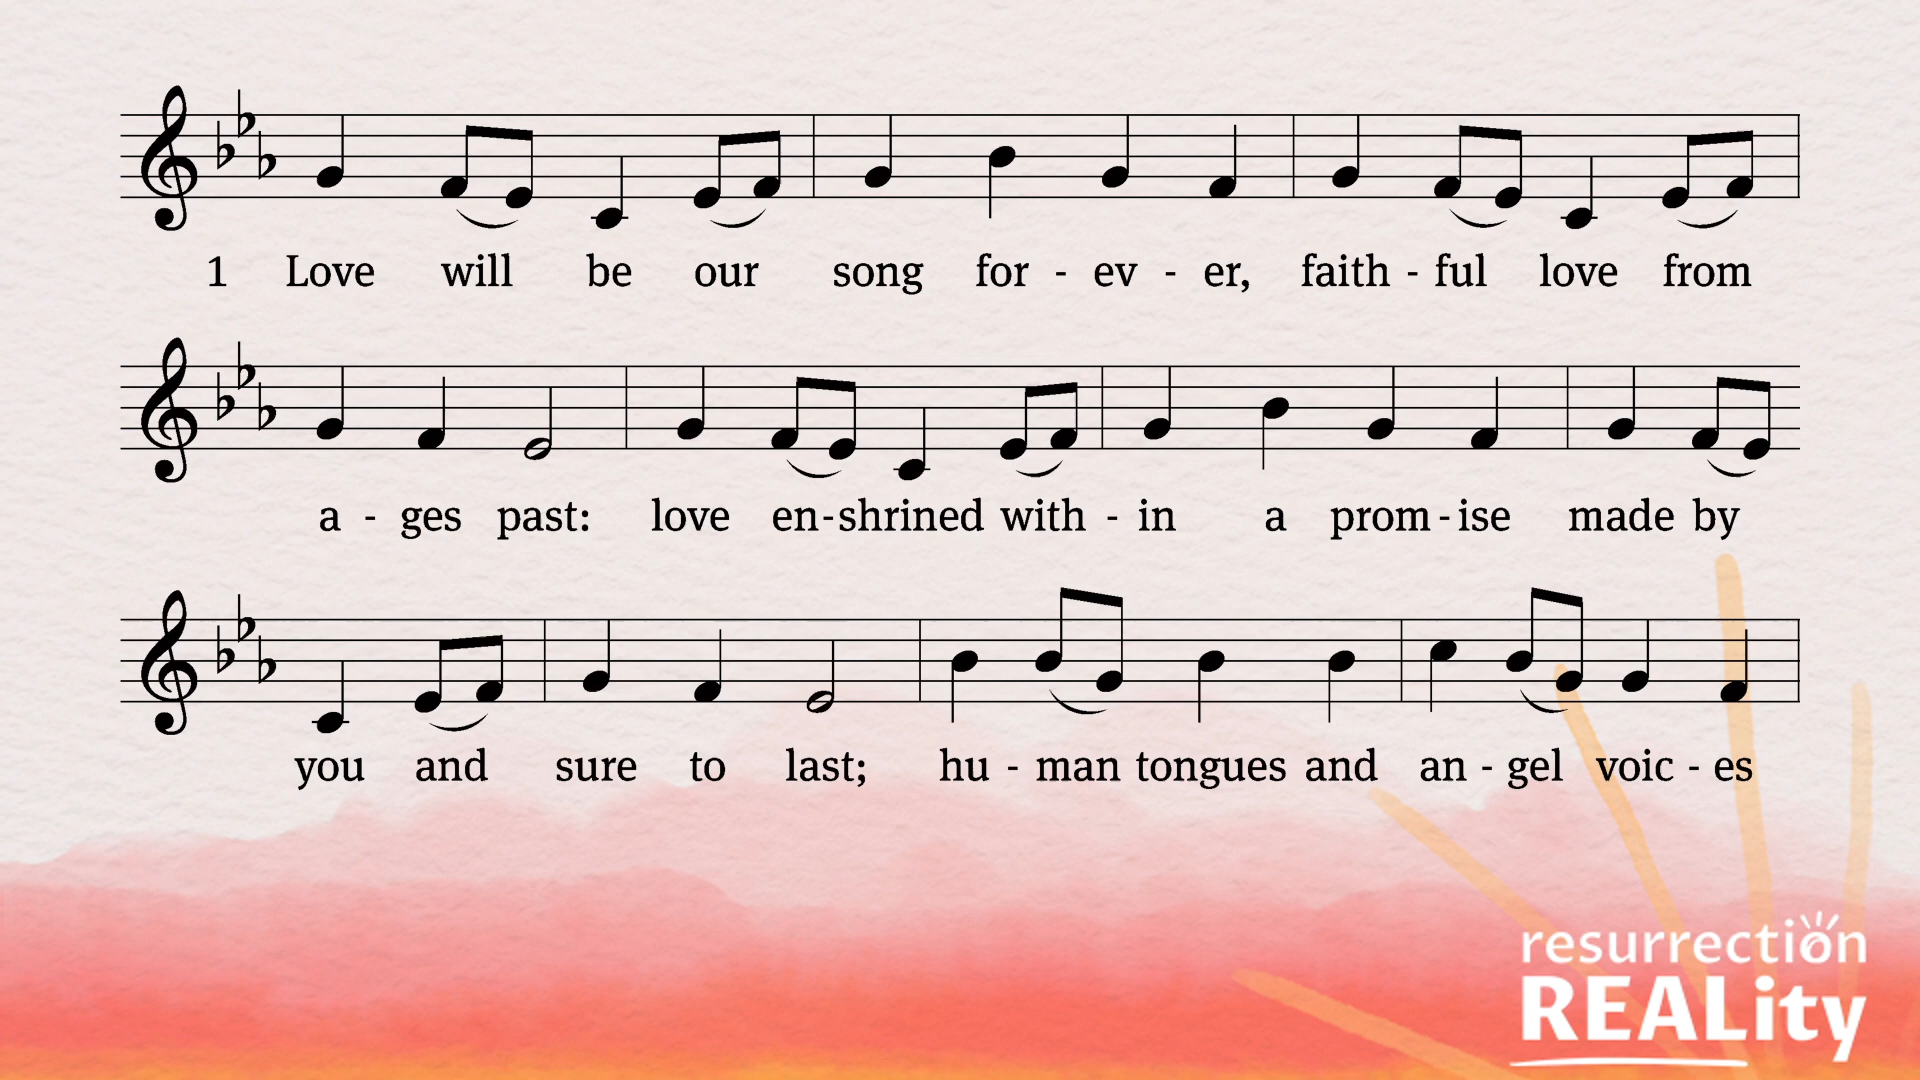 1 Love will be our song for - ev - er, faith - ful love from
a - ges past: love en - shrined with - in a prom - ise made by
you and sure to last; hu - man tongues and an - gel voic - es
resurrection
REALity